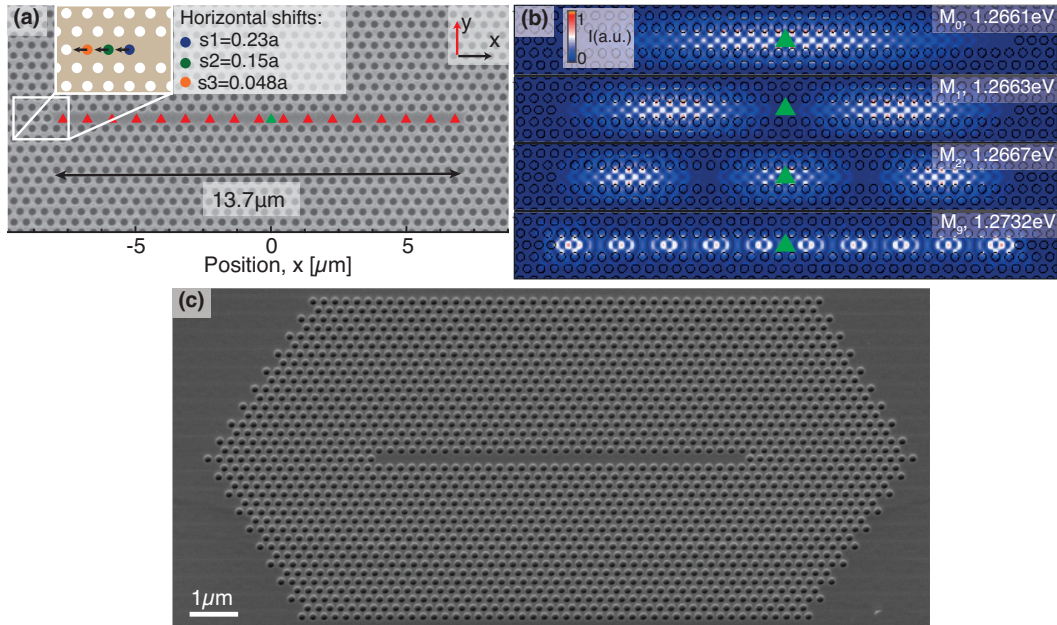 (a)
Horizontal shifts:
s1=0.23a
s2=0.15a
s3=0.048a
y
x
13.7µm
-5
0
5
Position, x [µm]
(b)
1
0
I(a.u.)
M0, 1.2661eV
M1, 1.2663eV
M2, 1.2667eV
M9, 1.2732eV
(c)
1µm